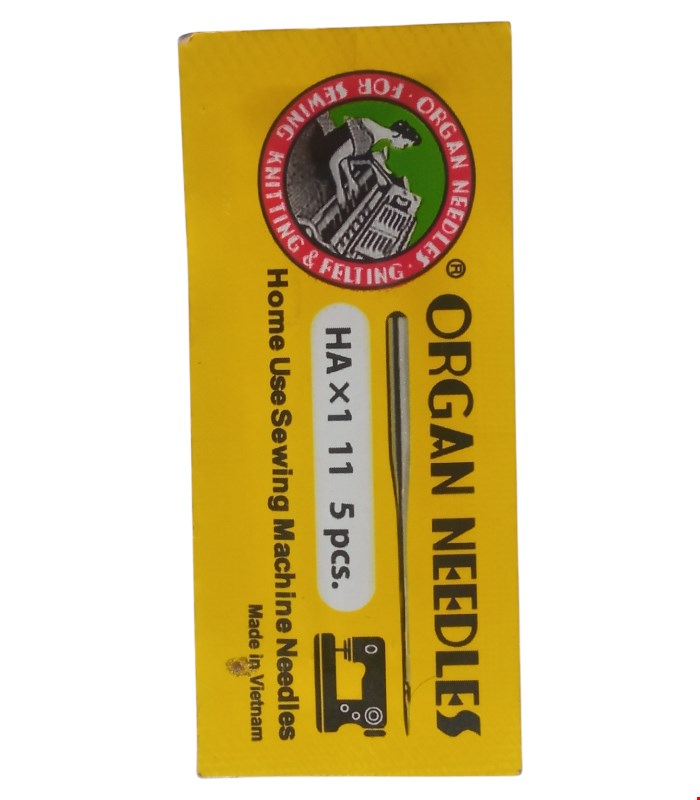 ORGAN NEEDLES · FOR SEWING KNITTING & FELTING ·
ORGAN NEEDLES®
HA×1 11 5 pcs.
Home Use Sewing Machine Needles
Made in Vietnam